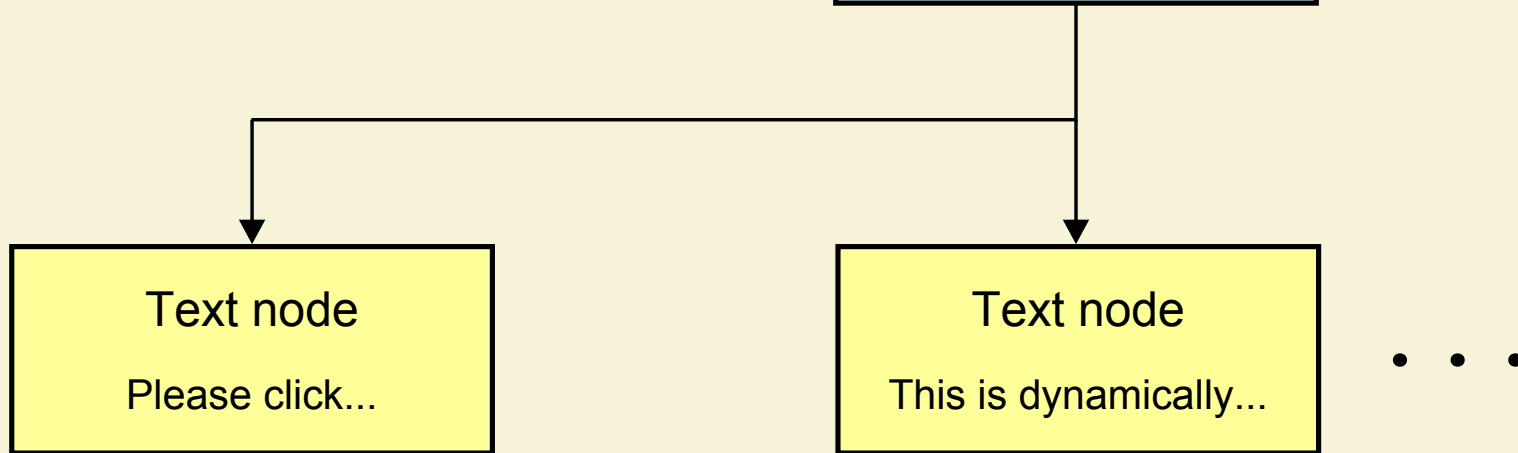 Text node
Please click...
Text node
This is dynamically...
. . .